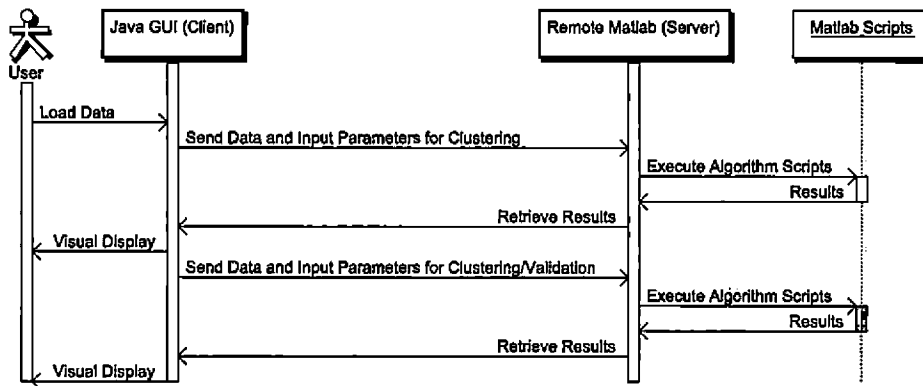 Java GUI (Client)
Remote Matlab (Server)
Matlab Scripts
User
Load Data
Send Data and Input Parameters for Clustering
Execute Algorithm Scripts
Results
Retrieve Results
Visual Display
Send Data and Input Parameters for Clustering/Validation
Execute Algorithm Scripts
Results
Retrieve Results
Visual Display